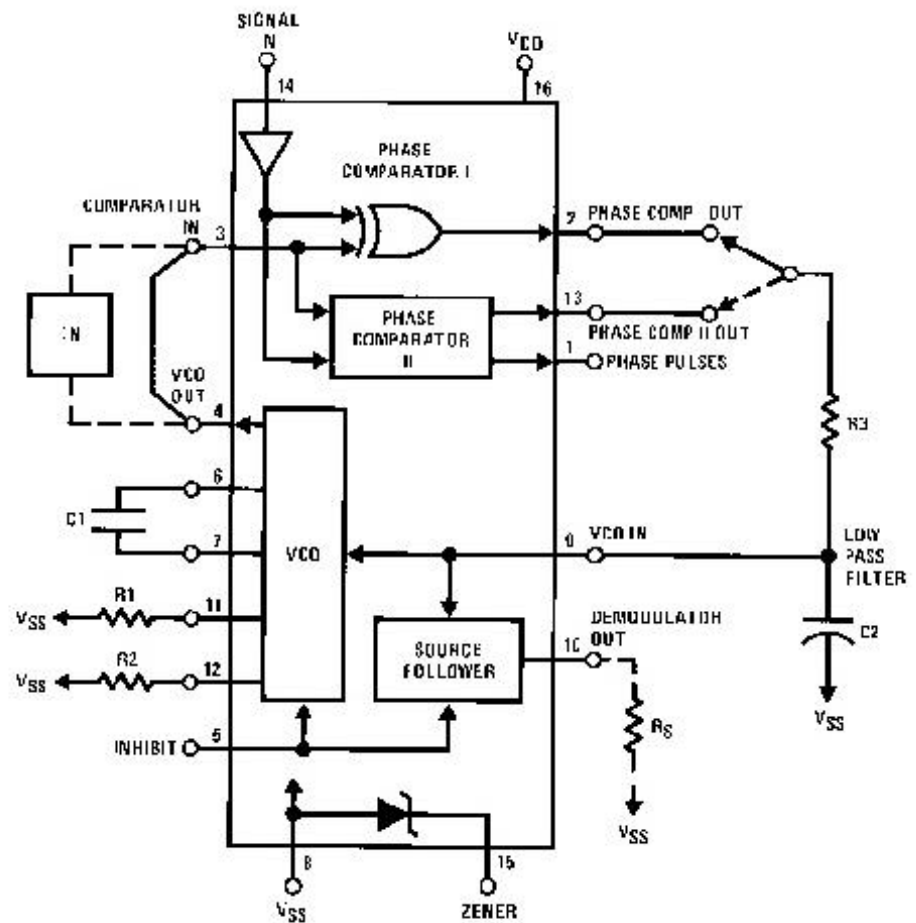 SIGNAL
N
14
VDD
16
PHASE
COMPARATOR I
COMPARATOR
IN
3
2
PHASE COMP OUT
13
PHASE COMP II OUT
PHASE
COMPARATOR
II
1
PHASE PULSES
VCO
OUT
4
R3
6
C1
7
VCO
9
VCO IN
LOW
PASS
FILTER
R1
VSS
11
DEMODULATOR
OUT
SOURCE
FOLLOWER
10
C2
R2
VSS
12
VSS
INHIBIT
5
RS
VSS
8
15
VSS
ZENER